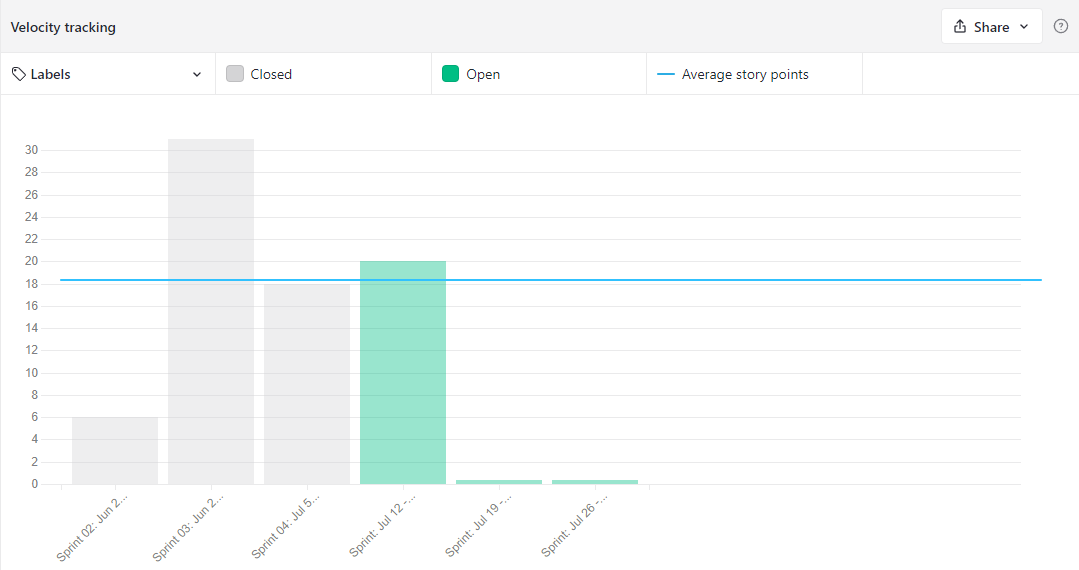 Velocity tracking
Share
Labels
Closed
Open
Average story points
30
28
26
24
22
20
18
16
14
12
10
8
6
4
2
0
Sprint 02: Jun 2...
Sprint 03: Jun 2...
Sprint 04: Jul 5...
Sprint: Jul 12 -...
Sprint: Jul 19 -...
Sprint: Jul 26 -...